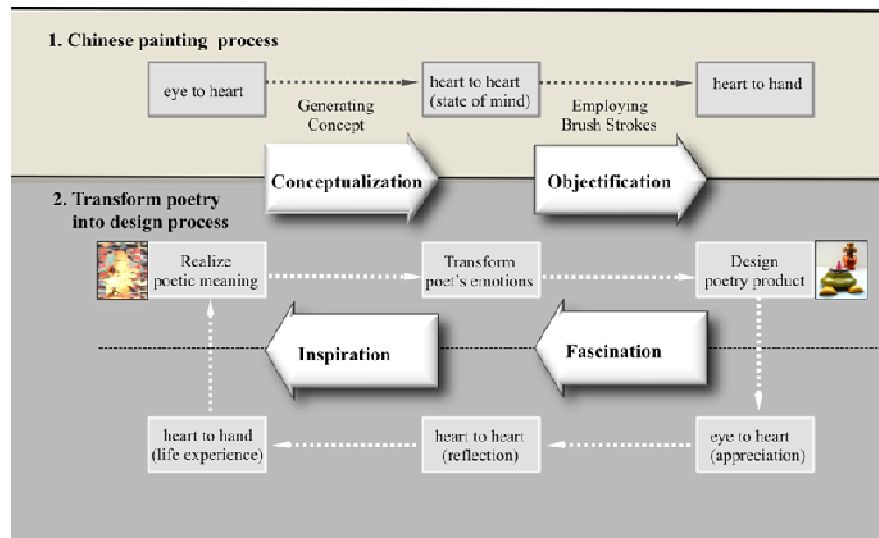 1. Chinese painting process
eye to heart
heart to heart
(state of mind)
heart to hand
Generating
Concept
Employing
Brush Strokes
Conceptualization
Objectification
2. Transform poetry
into design process
Realize
poetic meaning
Transform
poet's emotions
Design
poetry product
Inspiration
Fascination
heart to hand
(life experience)
heart to heart
(reflection)
eye to heart
(appreciation)